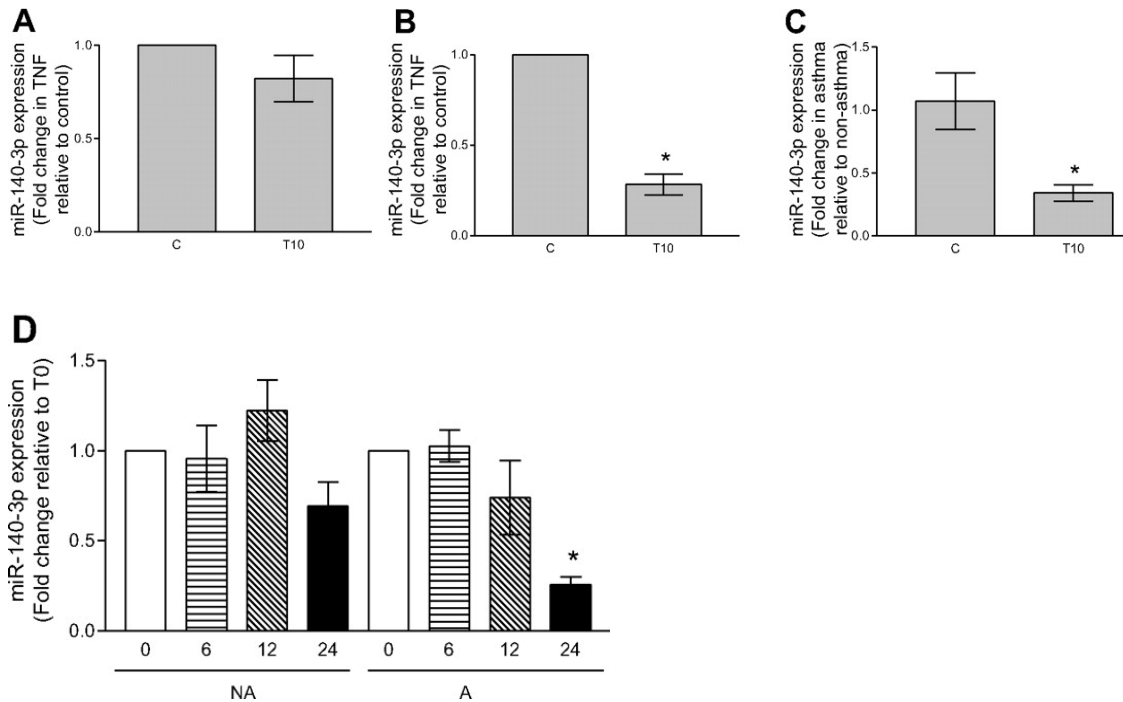 A
miR-140-3p expression
(Fold change in TNF
relative to control)
1.0
0.5
0.0
C
T10
B
miR-140-3p expression
(Fold change in TNF
relative to control)
1.0
0.5
0.0
*
C
T10
C
miR-140-3p expression
(Fold change in asthma
relative to non-asthma)
1.5
1.0
0.5
0.0
*
C
T10
D
miR-140-3p expression
(Fold change relative to T0)
1.5
1.0
0.5
0.0
*
0 6 12 24 0 6 12 24
NA A